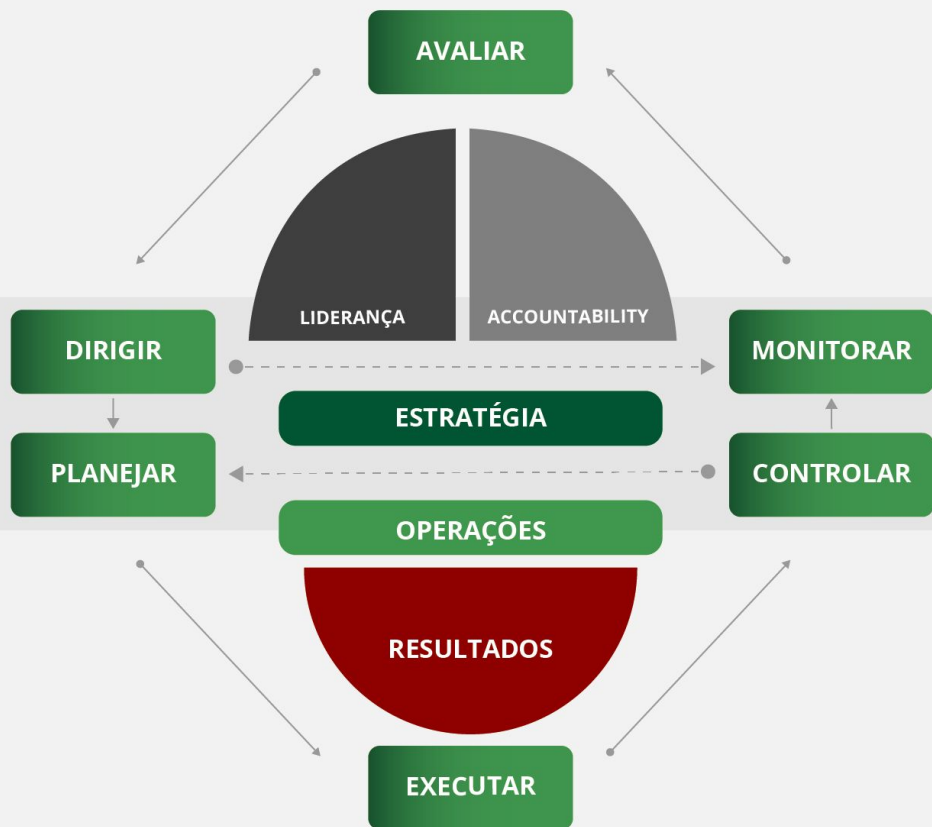 AVALIAR
LIDERANÇA
ACCOUNTABILITY
DIRIGIR
MONITORAR
ESTRATÉGIA
PLANEJAR
CONTROLAR
OPERAÇÕES
RESULTADOS
EXECUTAR